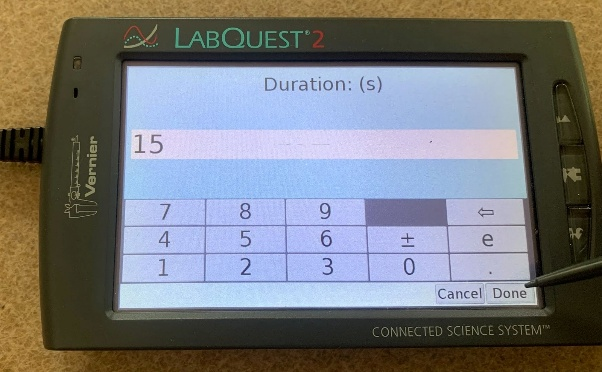 LABQUEST®2
Vernier
Duration: (s)
15
7 8 9 ⇦
4 5 6 ± e
1 2 3 0 .
Cancel Done
CONNECTED SCIENCE SYSTEM™